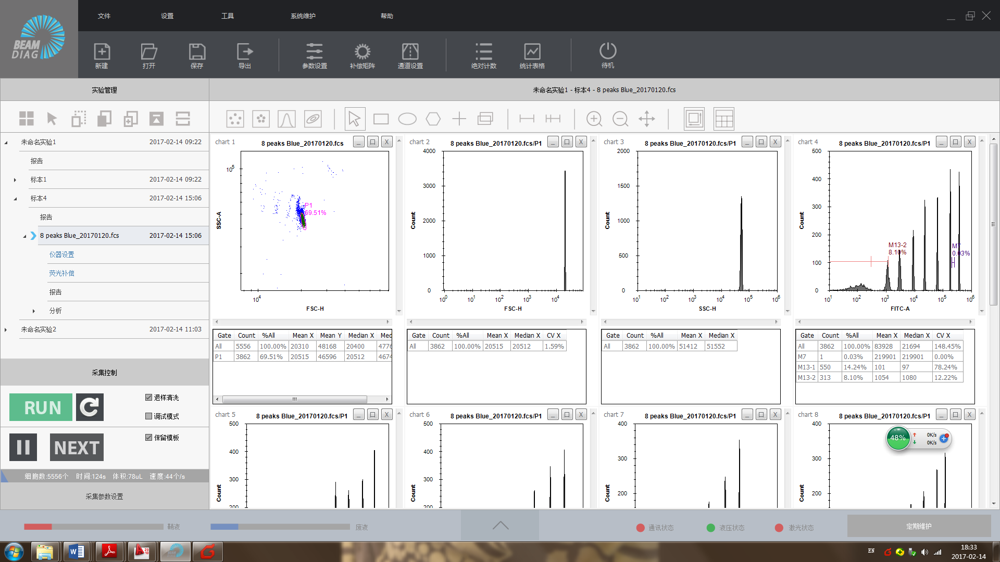 BEAM
DIAG
文件 设置 工具 系统维护 帮助
新建 打开 保存 导出 参数设置 补偿矩阵 通道设置 绝对计数 统计表格 待机
实验管理
未命名实验1 - 标本4 - 8 peaks Blue_20170120.fcs
未命名实验1 2017-02-14 09:22
报告
标本1 2017-02-14 09:22
标本4 2017-02-14 15:06
报告
8 peaks Blue_20170120.fcs 2017-02-14 15:06
仪器设置
荧光补偿
报告
分析
未命名实验2 2017-02-14 11:03
采集控制
RUN
退样清洗
调试模式
NEXT
保留模板
细胞数:5556个 时间:124s 体积:78uL 速度:44个/s
采集参数设置
chart 1 8 peaks Blue_20170120.fcs
10^5
SSC-A
P1
69.51%
10^4
FSC-H
Gate Count %All Mean X Mean Y Median X Med
All 5556 100.00% 20310 48168 20400 4776
P1 3862 69.51% 20515 46596 20512 4674
chart 2 8 peaks Blue_20170120.fcs/P1
4000
3000
2000
1000
0
Count
10^0 10^1 10^2 10^3 10^4
FSC-H
Gate Count %All Mean X Median X CV X
All 3862 100.00% 20515 20512 1.59%
chart 3 8 peaks Blue_20170120.fcs/P1
2000
1500
1000
500
0
Count
10^1 10^2 10^3 10^4 10^5 10^6
SSC-H
Gate Count %All Mean X Median X
All 3862 100.00% 51412 51552
chart 4 8 peaks Blue_20170120.fcs/P1
500
400
300
200
100
0
Count
M13-2
8.10%
M7
0.03%
10^1 10^2 10^3 10^4 10^5 10^6
FITC-A
Gate Count %All Mean X Median X CV X
All 3862 100.00% 83928 21694 148.45%
M7 1 0.03% 219901 219901 0.00%
M13-1 550 14.24% 101 97 78.24%
M13-2 313 8.10% 1054 1080 12.22%
chart 5 8 peaks Blue_20170120.fcs/P1
500
400
300
200
Count
chart 6 8 peaks Blue_20170120.fcs/P1
500
400
300
200
Count
chart 7 8 peaks Blue_20170120.fcs/P1
400
300
200
Count
chart 8 8 peaks Blue_20170120.fcs/P1
400
300
200
Count
48%
0K/s
0K/s
鞘液 废液 通讯状态 液压状态 激光状态 定期维护
EN
18:33
2017-02-14